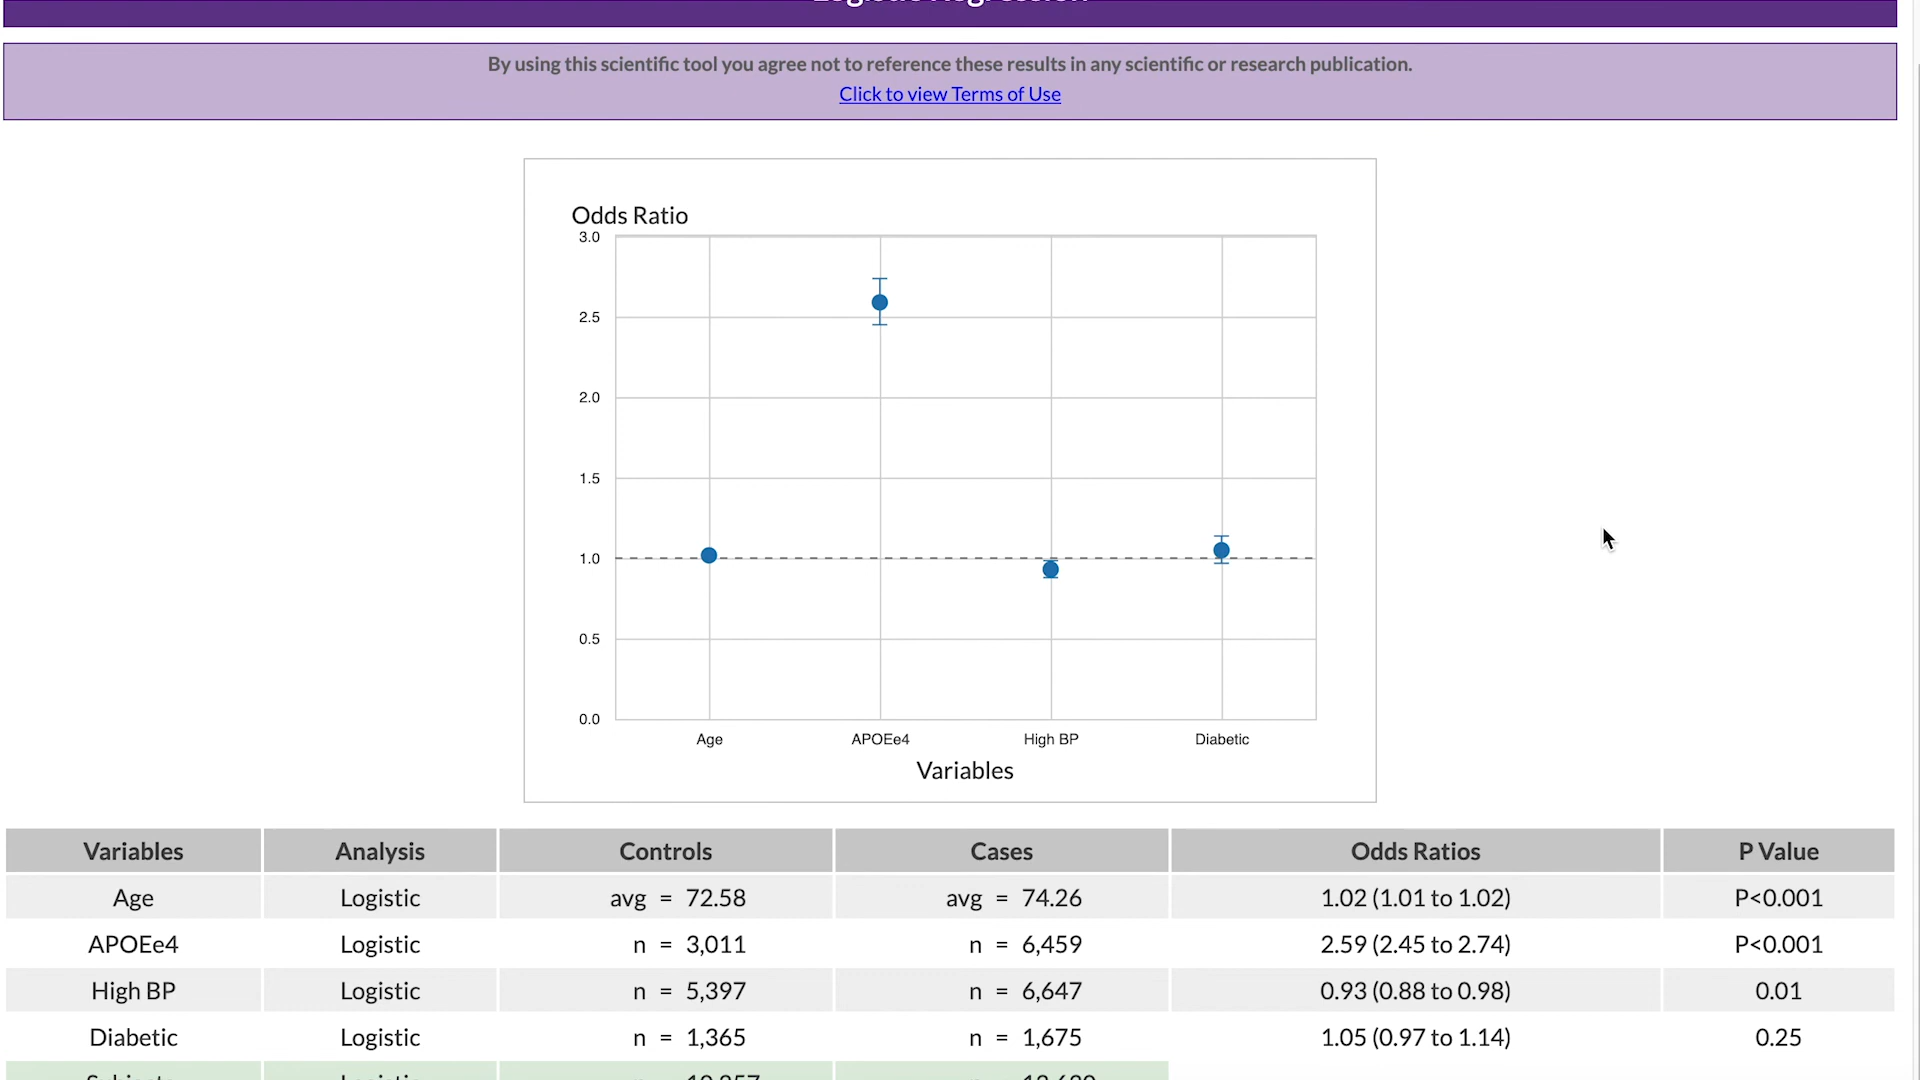 Logistic Regression
By using this scientific tool you agree not to reference these results in any scientific or research publication.
Click to view Terms of Use
Odds Ratio
3.0
2.5
2.0
1.5
1.0
0.5
0.0
Age APOEe4 High BP Diabetic
Variables
Variables Analysis Controls Cases Odds Ratios P Value
Age Logistic avg = 72.58 avg = 74.26 1.02 (1.01 to 1.02) P<0.001
APOEe4 Logistic n = 3,011 n = 6,459 2.59 (2.45 to 2.74) P<0.001
High BP Logistic n = 5,397 n = 6,647 0.93 (0.88 to 0.98) 0.01
Diabetic Logistic n = 1,365 n = 1,675 1.05 (0.97 to 1.14) 0.25
Subjects Logistic